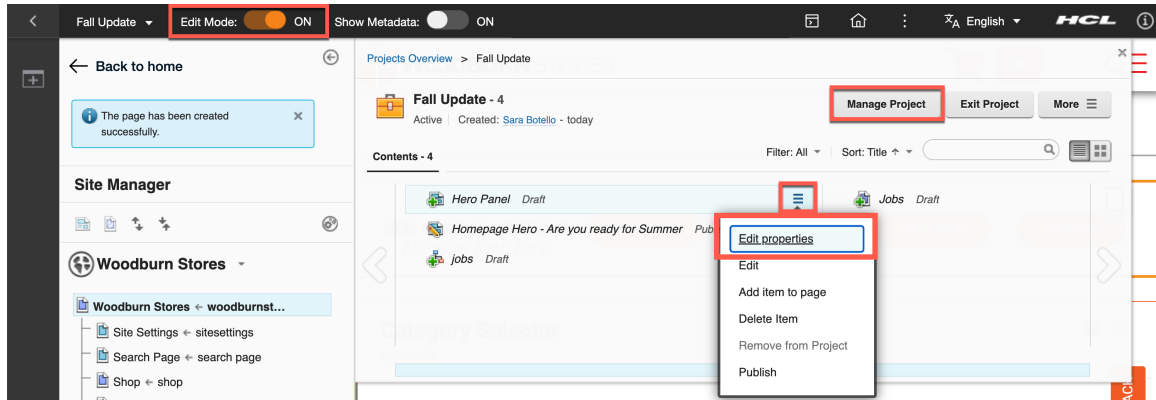 Fall Update
Edit Mode: ON
Show Metadata: ON
English
HCL
Back to home
The page has been created
successfully.
Site Manager
Woodburn Stores
Woodburn Stores ← woodburnst...
Site Settings ← sitesettings
Search Page ← search page
Shop ← shop
Projects Overview > Fall Update
Fall Update - 4
Active Created: Sara Botello - today
Manage Project
Exit Project
More
Contents - 4
Filter: All
Sort: Title
Hero Panel Draft
Jobs Draft
Homepage Hero - Are you ready for Summer
jobs Draft
Edit properties
Edit
Add item to page
Delete Item
Remove from Project
Publish
Category Selector